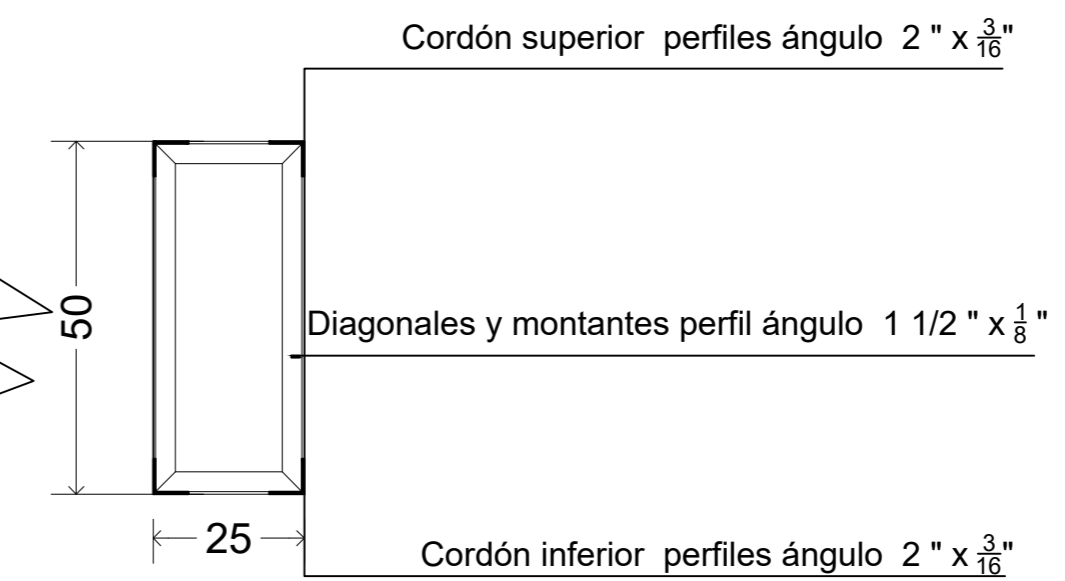 Cordón superior perfiles ángulo 2 " x 3/16"
50
Diagonales y montantes perfil ángulo 1 1/2 " x 1/8 "
25
Cordón inferior perfiles ángulo 2 " x 3/16"